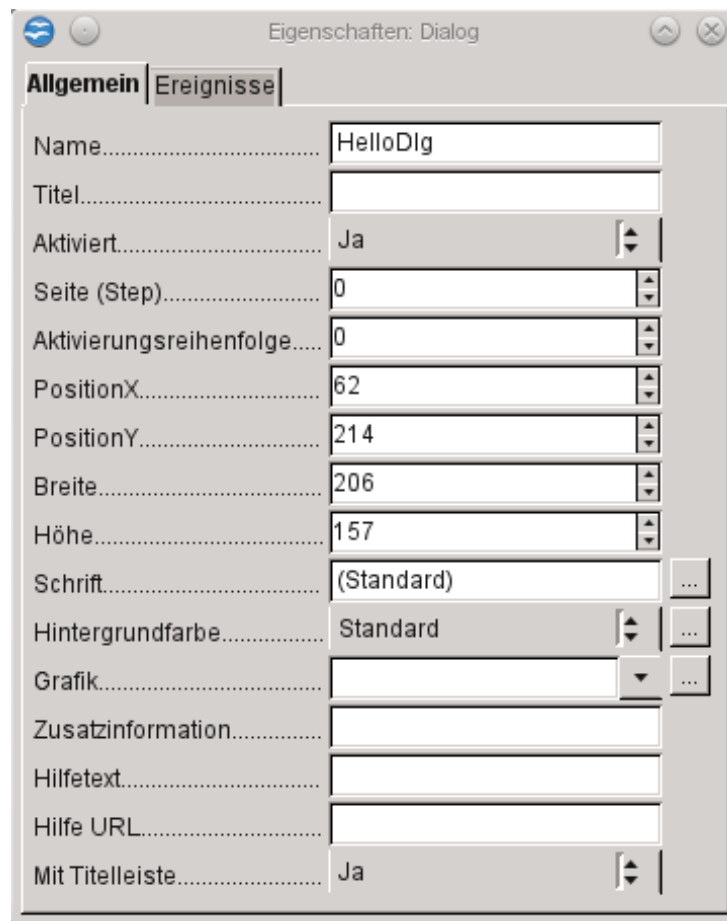 Eigenschaften: Dialog
Allgemein Ereignisse
Name................................. HelloDlg
Titel.....................................
Aktiviert............................... Ja
Seite (Step)........................ 0
Aktivierungsreihenfolge..... 0
PositionX............................ 62
PositionY............................ 214
Breite................................... 206
Höhe................................... 157
Schrift.................................. (Standard) ...
Hintergrundfarbe............... Standard ...
Grafik................................... ...
Zusatzinformation..............
Hilfetext...............................
Hilfe URL............................
Mit Titelleiste...................... Ja